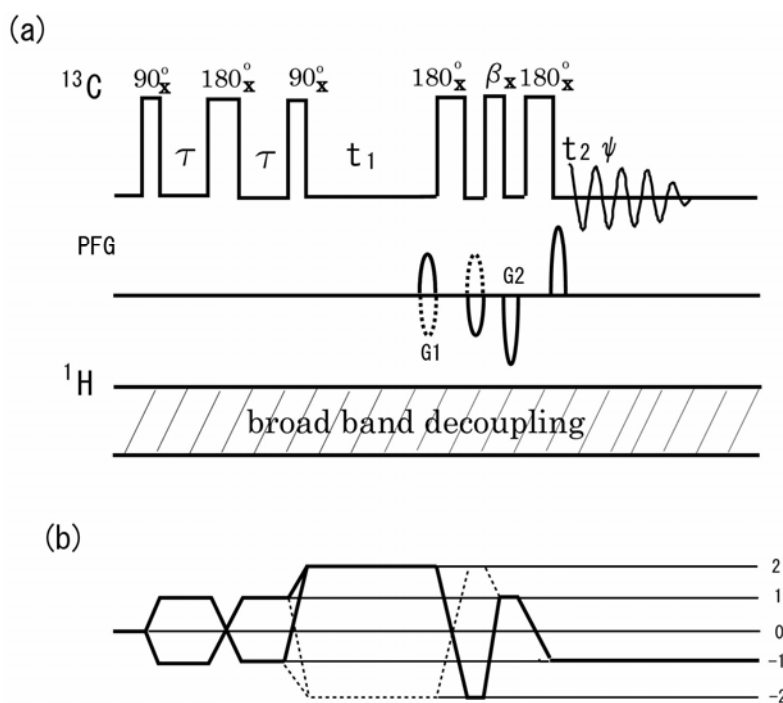 (a)
¹³C 90°x 180°x 90°x 180°x βx 180°x
τ τ t₁ t₂ ψ
PFG
G1 G2
¹H
broad band decoupling
(b)
2
1
0
-1
-2